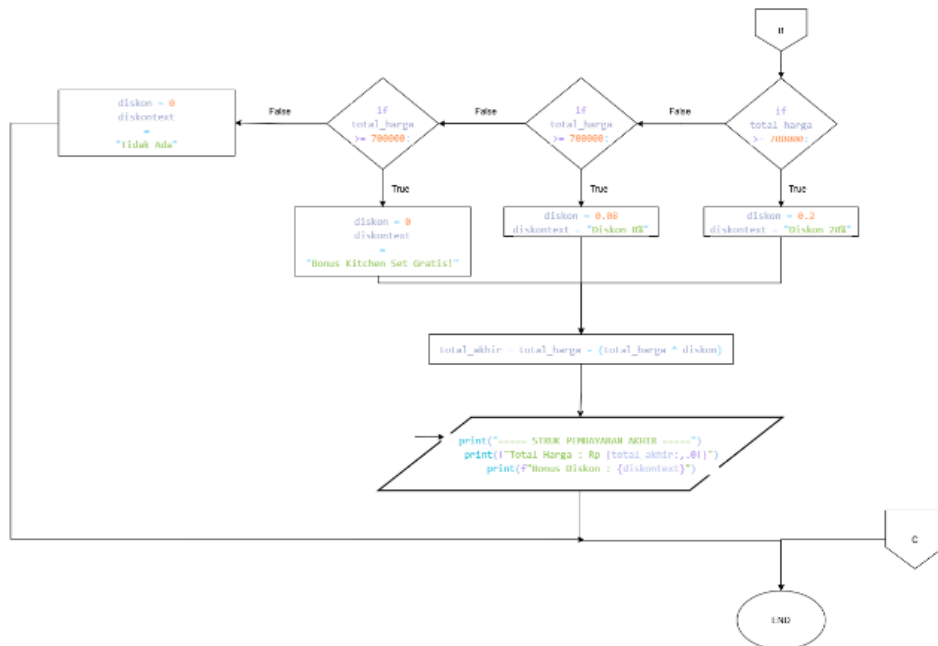 B
if
total_harga
>= 700000:
False
if
total_harga
>= 700000:
False
if
total_harga
>= 700000:
False
diskon = 0
diskontext
=
"Tidak Ada"
True
True
True
diskon = 0
diskontext
=
"Bonus Kitchen Set Gratis!"
diskon = 0.08
diskontext = "Diskon 8%"
diskon = 0.2
diskontext = "Diskon 20%"
total_akhir = total_harga - (total_harga * diskon)
print("===== STRUK PEMBAYARAN AKHIR =====")
print(f"Total Harga : Rp {total_akhir:,.0f}")
print(f"Bonus Diskon : {diskontext}")
C
END